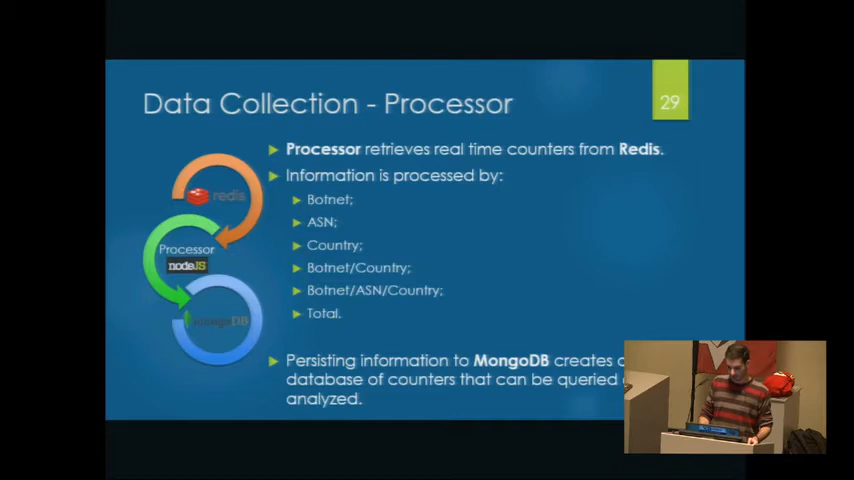 Data Collection - Processor
29
Processor retrieves real time counters from Redis.
Information is processed by:
Botnet;
ASN;
Country;
Botnet/Country;
Botnet/ASN/Country;
Total.
Persisting information to MongoDB creates
database of counters that can be queried
analyzed.
redis
Processor
nodeJS
mongoDB